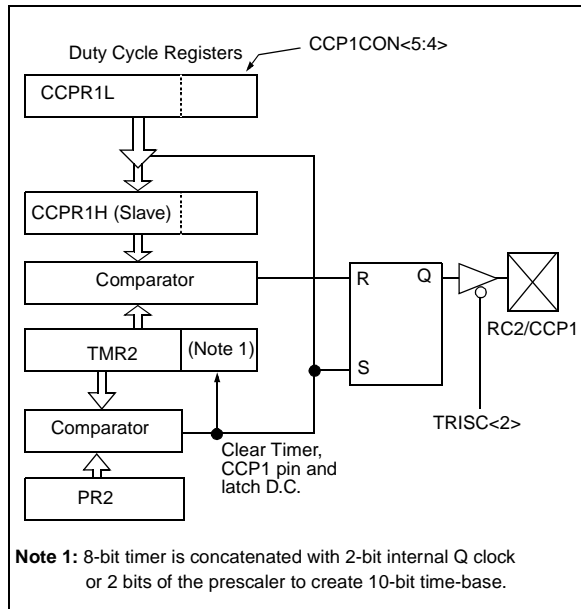 Duty Cycle Registers
CCP1CON<5:4>
CCPR1L
CCPR1H (Slave)
Comparator
R
Q
RC2/CCP1
TMR2
(Note 1)
S
TRISC<2>
Comparator
Clear Timer,
CCP1 pin and
latch D.C.
PR2
Note 1: 8-bit timer is concatenated with 2-bit internal Q clock
or 2 bits of the prescaler to create 10-bit time-base.